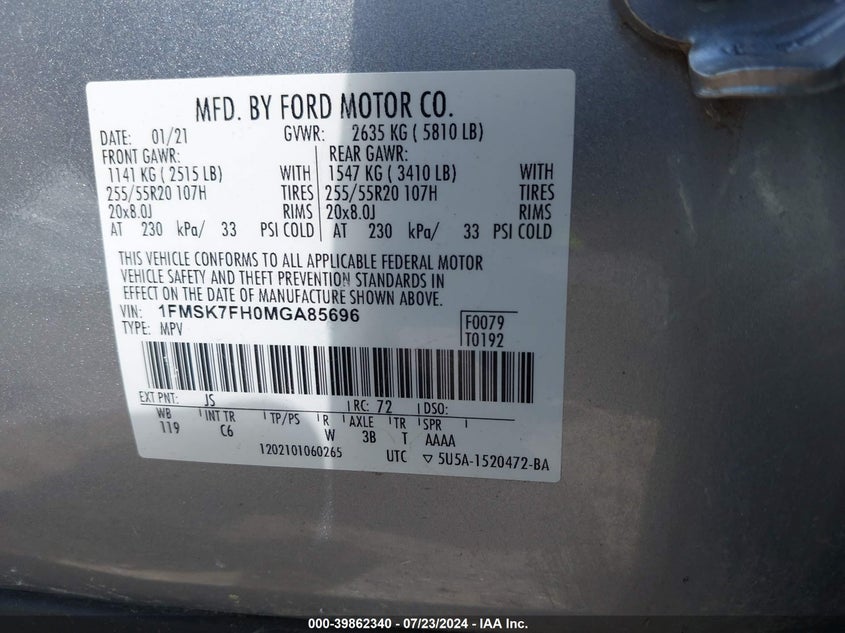 MFD. BY FORD MOTOR CO.
DATE: 01/21 GVWR: 2635 KG ( 5810 LB)
FRONT GAWR: REAR GAWR:
1141 KG ( 2515 LB) WITH 1547 KG ( 3410 LB) WITH
255/55R20 107H TIRES 255/55R20 107H TIRES
20x8.0J RIMS 20x8.0J RIMS
AT 230 kPa/ 33 PSI COLD AT 230 kPa/ 33 PSI COLD
THIS VEHICLE CONFORMS TO ALL APPLICABLE FEDERAL MOTOR
VEHICLE SAFETY AND THEFT PREVENTION STANDARDS IN
EFFECT ON THE DATE OF MANUFACTURE SHOWN ABOVE.
VIN: 1FMSK7FH0MGA85696
TYPE: MPV
F0079
T0192
EXT PNT: JS RC: 72 DSO:
WB INT TR TP/PS R AXLE TR SPR
119 C6 W 3B T AAAA
1202101060265 UTC ▽ 5U5A-1520472-BA
000-39862340 - 07/23/2024 - IAA Inc.